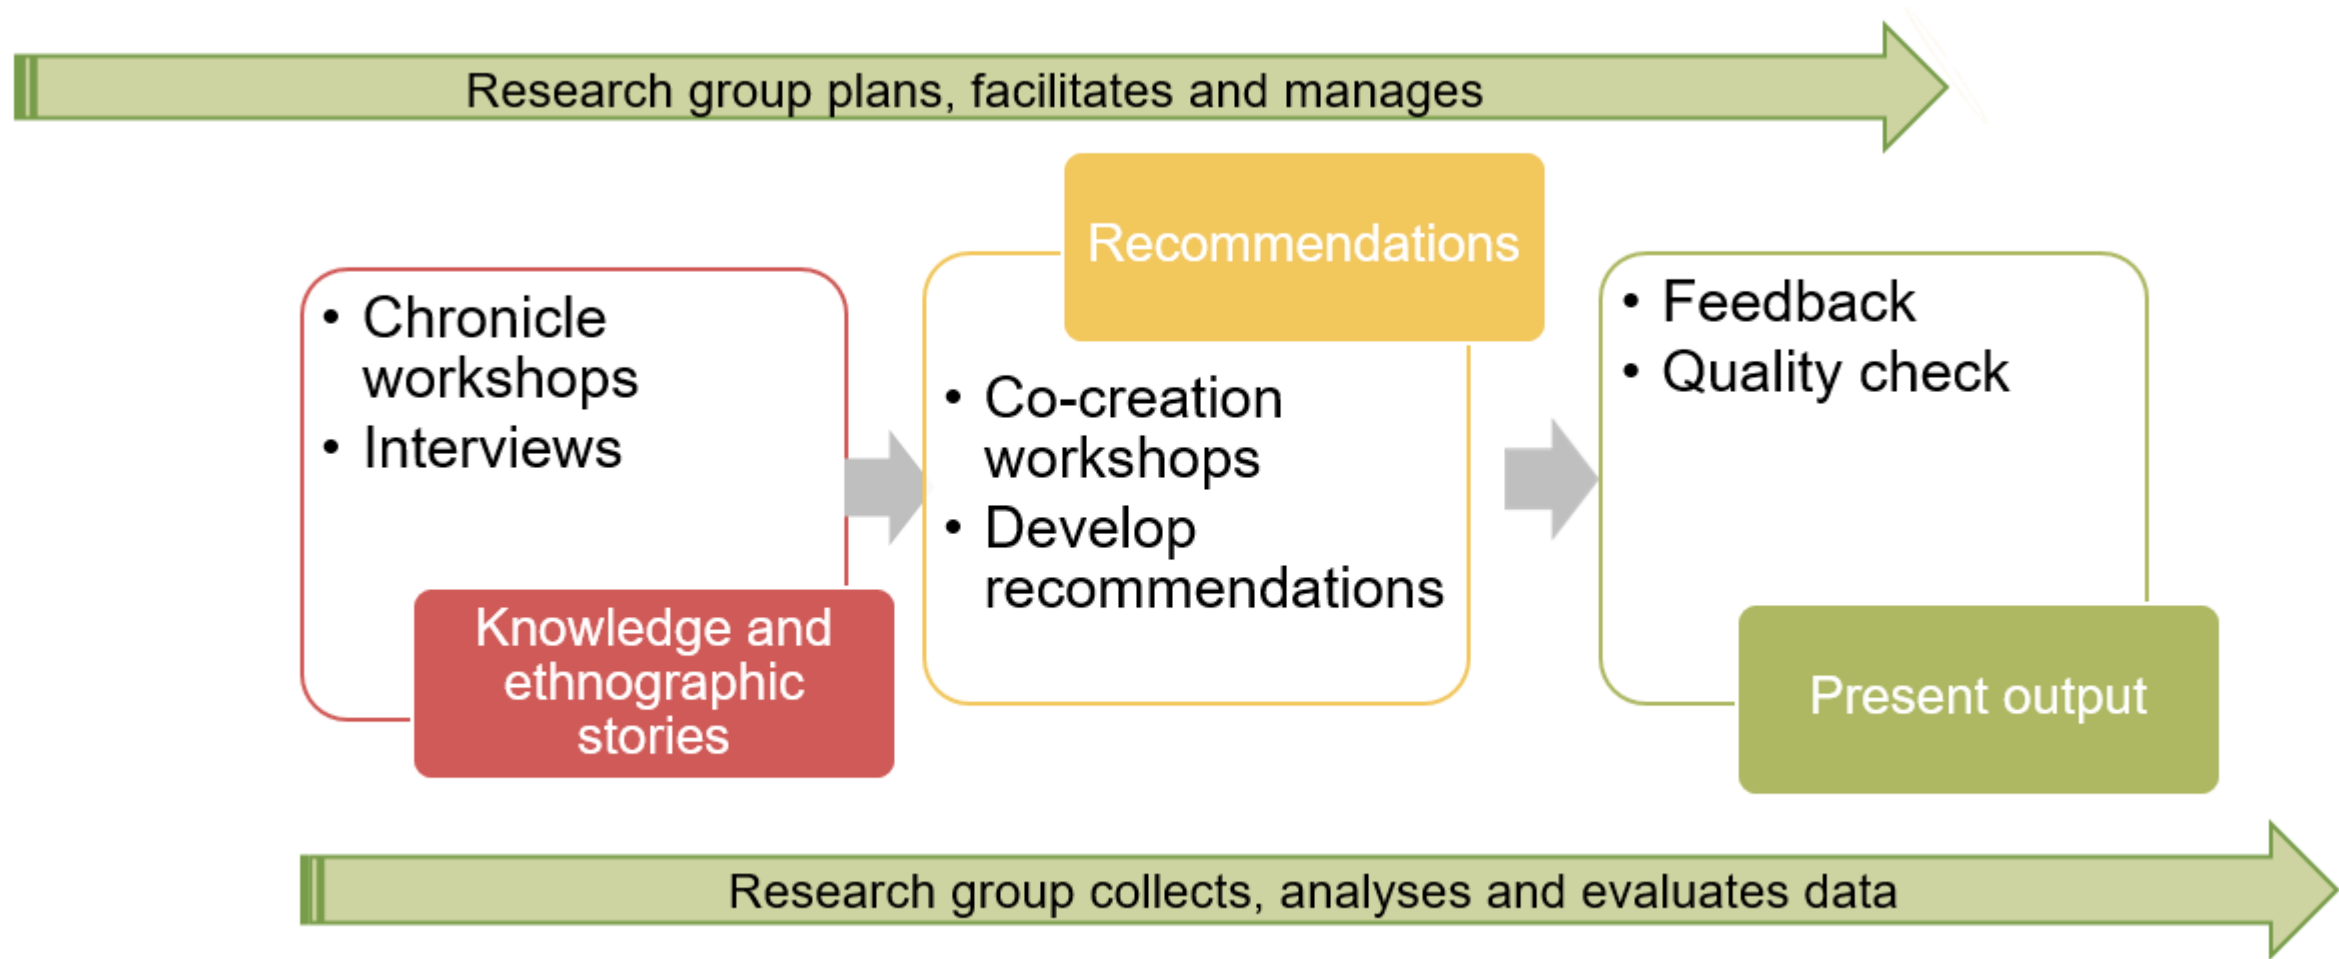 Research group plans, facilitates and manages
• Chronicle
workshops
• Interviews
Knowledge and
ethnographic
stories
Recommendations
• Co-creation
workshops
• Develop
recommendations
• Feedback
• Quality check
Present output
Research group collects, analyses and evaluates data